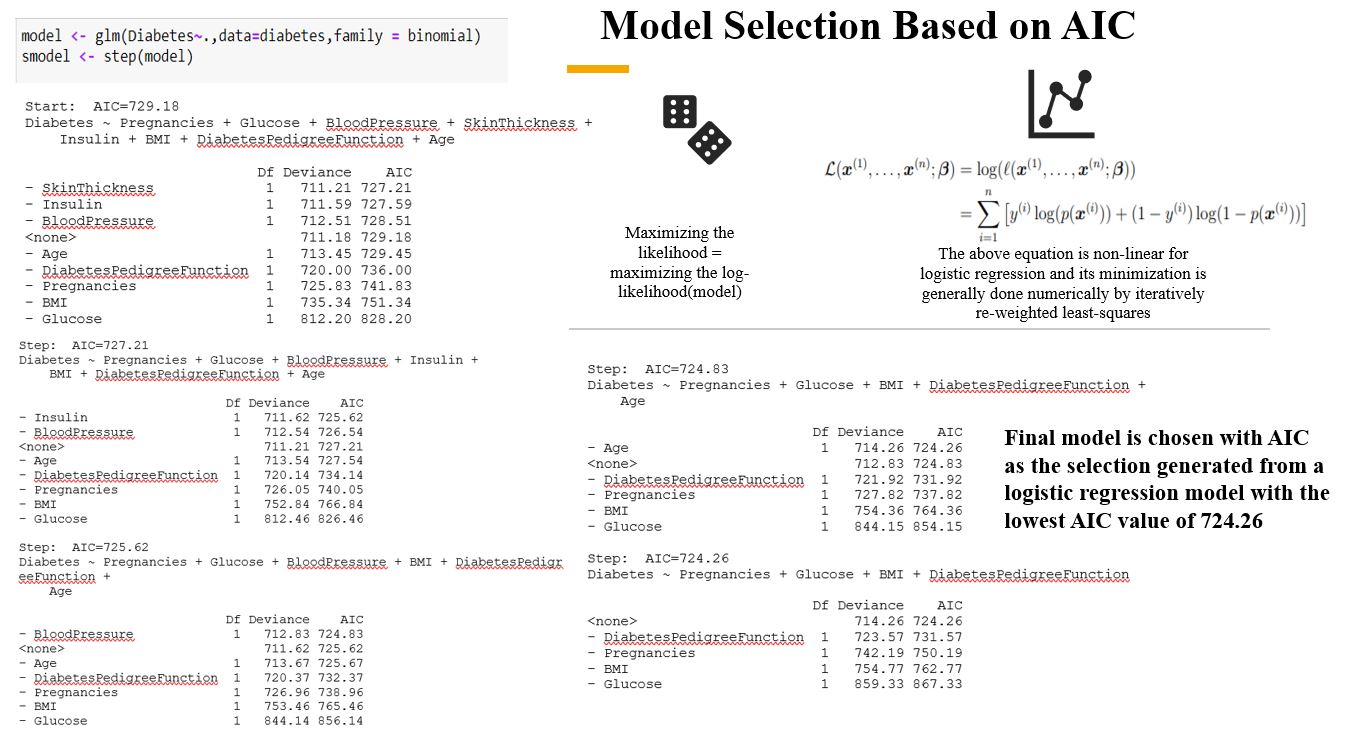 Model Selection Based on AIC
model <- glm(Diabetes~.,data=diabetes,family = binomial)
smodel <- step(model)
Start:  AIC=729.18
Diabetes ~ Pregnancies + Glucose + BloodPressure + SkinThickness +
Insulin + BMI + DiabetesPedigreeFunction + Age
Df Deviance    AIC
- SkinThickness             1   711.21 727.21
- Insulin                   1   711.59 727.59
- BloodPressure             1   712.51 728.51
<none>                          711.18 729.18
- Age                       1   713.45 729.45
- DiabetesPedigreeFunction  1   720.00 736.00
- Pregnancies               1   725.83 741.83
- BMI                       1   735.34 751.34
- Glucose                   1   812.20 828.20
Step:  AIC=727.21
Diabetes ~ Pregnancies + Glucose + BloodPressure + Insulin +
BMI + DiabetesPedigreeFunction + Age
Df Deviance    AIC
- Insulin                   1   711.62 725.62
- BloodPressure             1   712.54 726.54
<none>                          711.21 727.21
- Age                       1   713.54 727.54
- DiabetesPedigreeFunction  1   720.14 734.14
- Pregnancies               1   726.05 740.05
- BMI                       1   752.84 766.84
- Glucose                   1   812.46 826.46
Step:  AIC=725.62
Diabetes ~ Pregnancies + Glucose + BloodPressure + BMI + DiabetesPedigr
eeFunction +
Age
Df Deviance    AIC
- BloodPressure             1   712.83 724.83
<none>                          711.62 725.62
- Age                       1   713.67 725.67
- DiabetesPedigreeFunction  1   720.37 732.37
- Pregnancies               1   726.96 738.96
- BMI                       1   753.46 765.46
- Glucose                   1   844.14 856.14
Maximizing the
likelihood =
maximizing the log-
likelihood(model)
ℒ(𝒙⁽¹⁾, . . . , 𝒙⁽ⁿ⁾; 𝜷) = log(ℓ(𝒙⁽¹⁾, . . . , 𝒙⁽ⁿ⁾; 𝜷))
= ∑ᵢ₌₁ⁿ [y⁽ⁱ⁾ log(p(𝒙⁽ⁱ⁾)) + (1 − y⁽ⁱ⁾) log(1 − p(𝒙⁽ⁱ⁾))]
The above equation is non-linear for
logistic regression and its minimization is
generally done numerically by iteratively
re-weighted least-squares
Step:  AIC=724.83
Diabetes ~ Pregnancies + Glucose + BMI + DiabetesPedigreeFunction +
Age
Df Deviance    AIC
- Age                       1   714.26 724.26
<none>                          712.83 724.83
- DiabetesPedigreeFunction  1   721.92 731.92
- Pregnancies               1   727.82 737.82
- BMI                       1   754.36 764.36
- Glucose                   1   844.15 854.15
Step:  AIC=724.26
Diabetes ~ Pregnancies + Glucose + BMI + DiabetesPedigreeFunction
Df Deviance    AIC
<none>                          714.26 724.26
- DiabetesPedigreeFunction  1   723.57 731.57
- Pregnancies               1   742.19 750.19
- BMI                       1   754.77 762.77
- Glucose                   1   859.33 867.33
Final model is chosen with AIC
as the selection generated from a
logistic regression model with the
lowest AIC value of 724.26